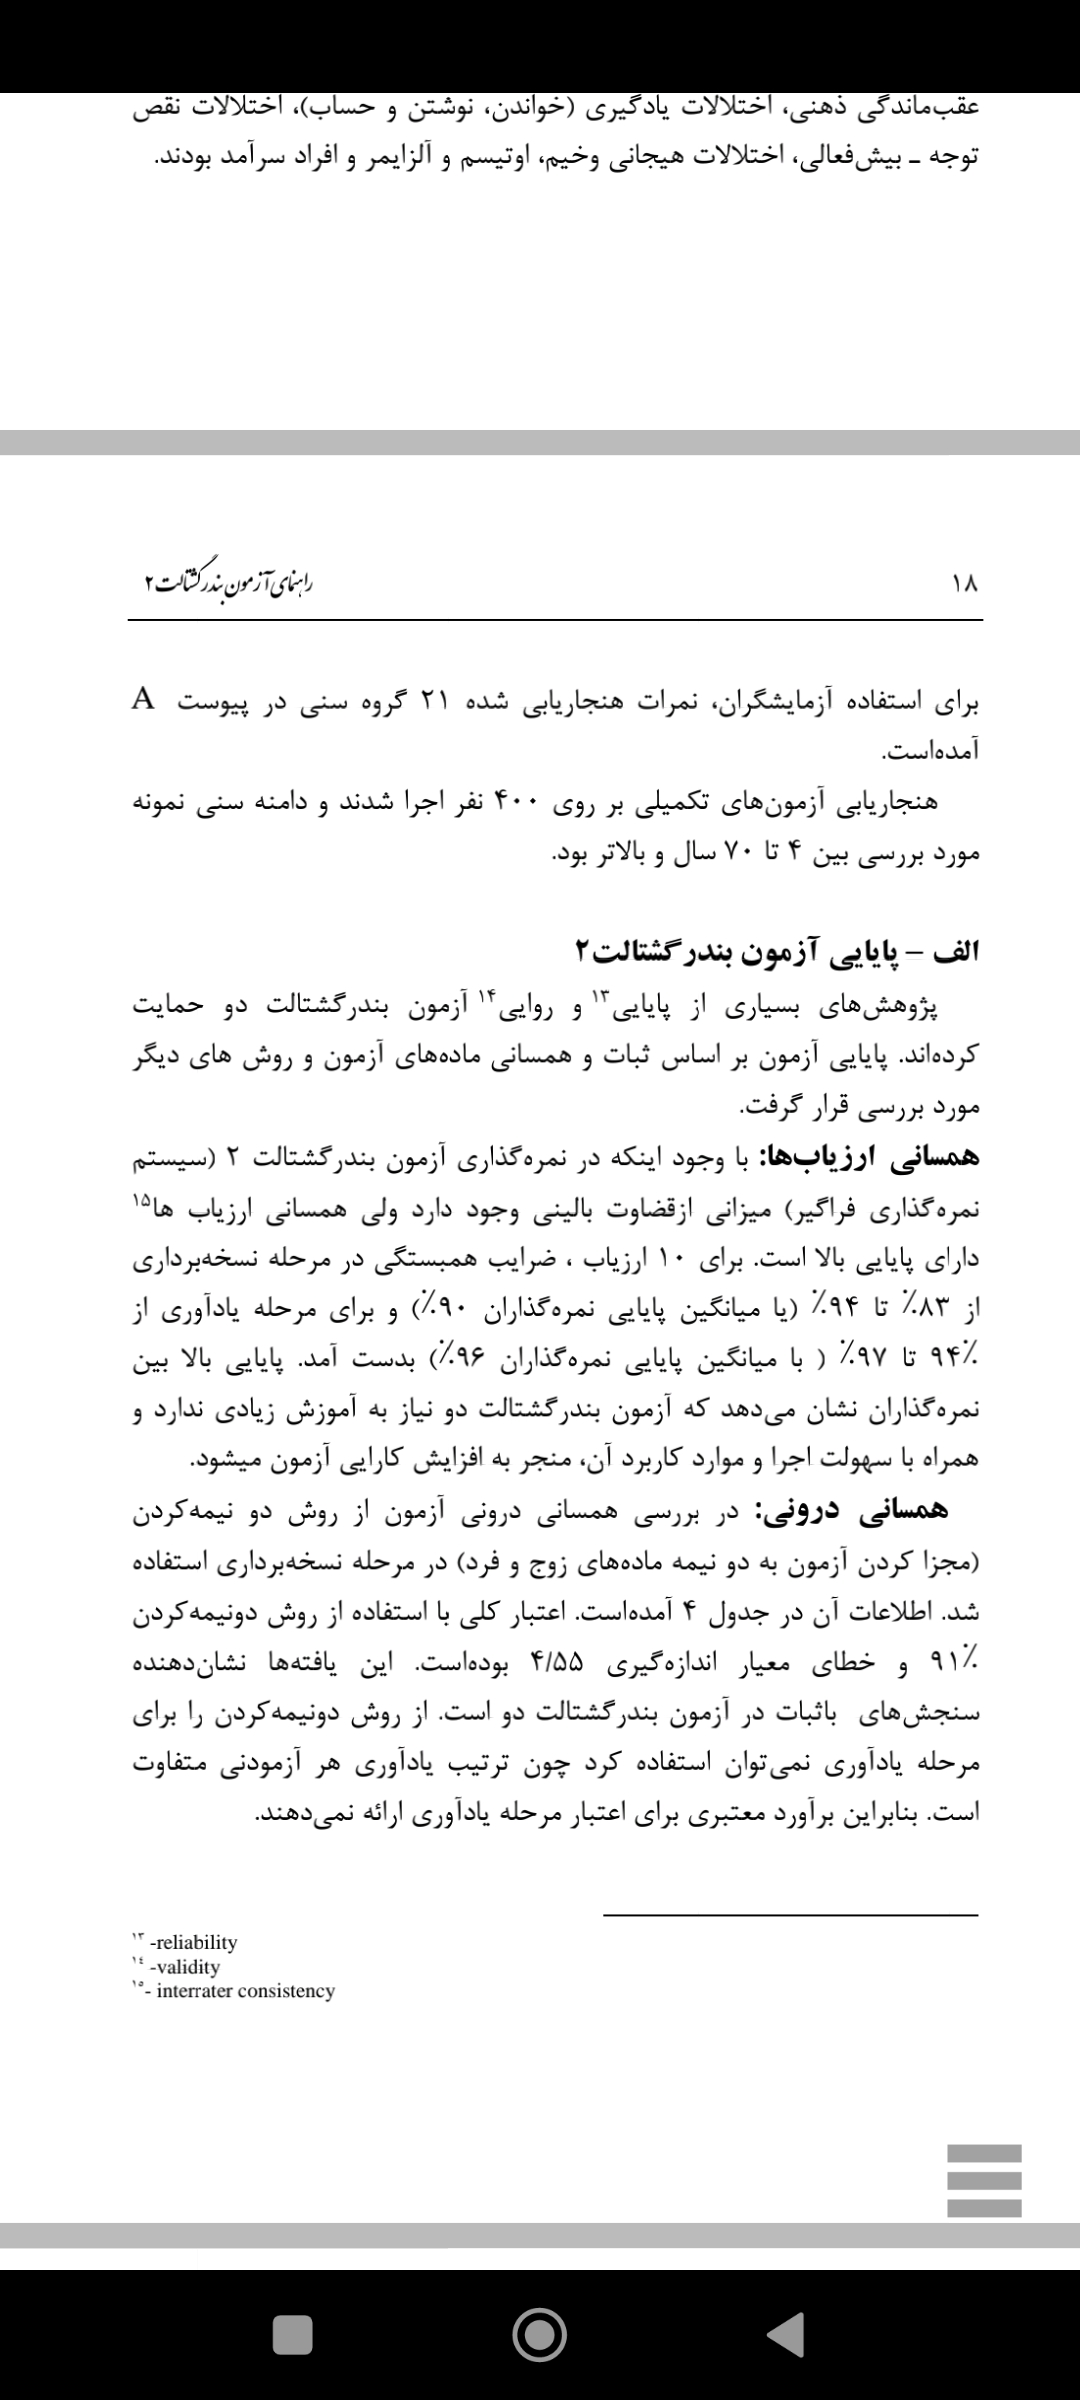 عقب‌ماندگی ذهنی، اختلالات یادگیری (خواندن، نوشتن و حساب)، اختلالات نقص
توجه ـ بیش‌فعالی، اختلالات هیجانی وخیم، اوتیسم و آلزایمر و افراد سرآمد بودند.
۱۸
راهنمای آزمون بندر گشتالت ۲
برای استفاده آزمایشگران، نمرات هنجاریابی شده ۲۱ گروه سنی در پیوست A
آمده‌است.
هنجاریابی آزمون‌های تکمیلی بر روی ۴۰۰ نفر اجرا شدند و دامنه سنی نمونه
مورد بررسی بین ۴ تا ۷۰ سال و بالاتر بود.
الف – پایایی آزمون بندرگشتالت۲
پژوهش‌های بسیاری از پایایی۱۳ و روایی۱۴ آزمون بندرگشتالت دو حمایت
کرده‌اند. پایایی آزمون بر اساس ثبات و همسانی ماده‌های آزمون و روش های دیگر
مورد بررسی قرار گرفت.
همسانی ارزیاب‌ها: با وجود اینکه در نمره‌گذاری آزمون بندرگشتالت ۲ (سیستم
نمره‌گذاری فراگیر) میزانی ازقضاوت بالینی وجود دارد ولی همسانی ارزیاب ها۱۵
دارای پایایی بالا است. برای ۱۰ ارزیاب ، ضرایب همبستگی در مرحله نسخه‌برداری
از ۸۳٪ تا ۹۴٪ (یا میانگین پایایی نمره‌گذاران ۹۰٪) و برای مرحله یادآوری از
۹۴٪ تا ۹۷٪ ( با میانگین پایایی نمره‌گذاران ۹۶٪) بدست آمد. پایایی بالا بین
نمره‌گذاران نشان می‌دهد که آزمون بندرگشتالت دو نیاز به آموزش زیادی ندارد و
همراه با سهولت اجرا و موارد کاربرد آن، منجر به افزایش کارایی آزمون میشود.
همسانی درونی: در بررسی همسانی درونی آزمون از روش دو نیمه‌کردن
(مجزا کردن آزمون به دو نیمه ماده‌های زوج و فرد) در مرحله نسخه‌برداری استفاده
شد. اطلاعات آن در جدول ۴ آمده‌است. اعتبار کلی با استفاده از روش دونیمه‌کردن
۹۱٪ و خطای معیار اندازه‌گیری ۴/۵۵ بوده‌است. این یافته‌ها نشان‌دهنده
سنجش‌های باثبات در آزمون بندرگشتالت دو است. از روش دونیمه‌کردن را برای
مرحله یادآوری نمی‌توان استفاده کرد چون ترتیب یادآوری هر آزمودنی متفاوت
است. بنابراین برآورد معتبری برای اعتبار مرحله یادآوری ارائه نمی‌دهند.
۱۳ -reliability
۱٤ -validity
۱۵- interrater consistency